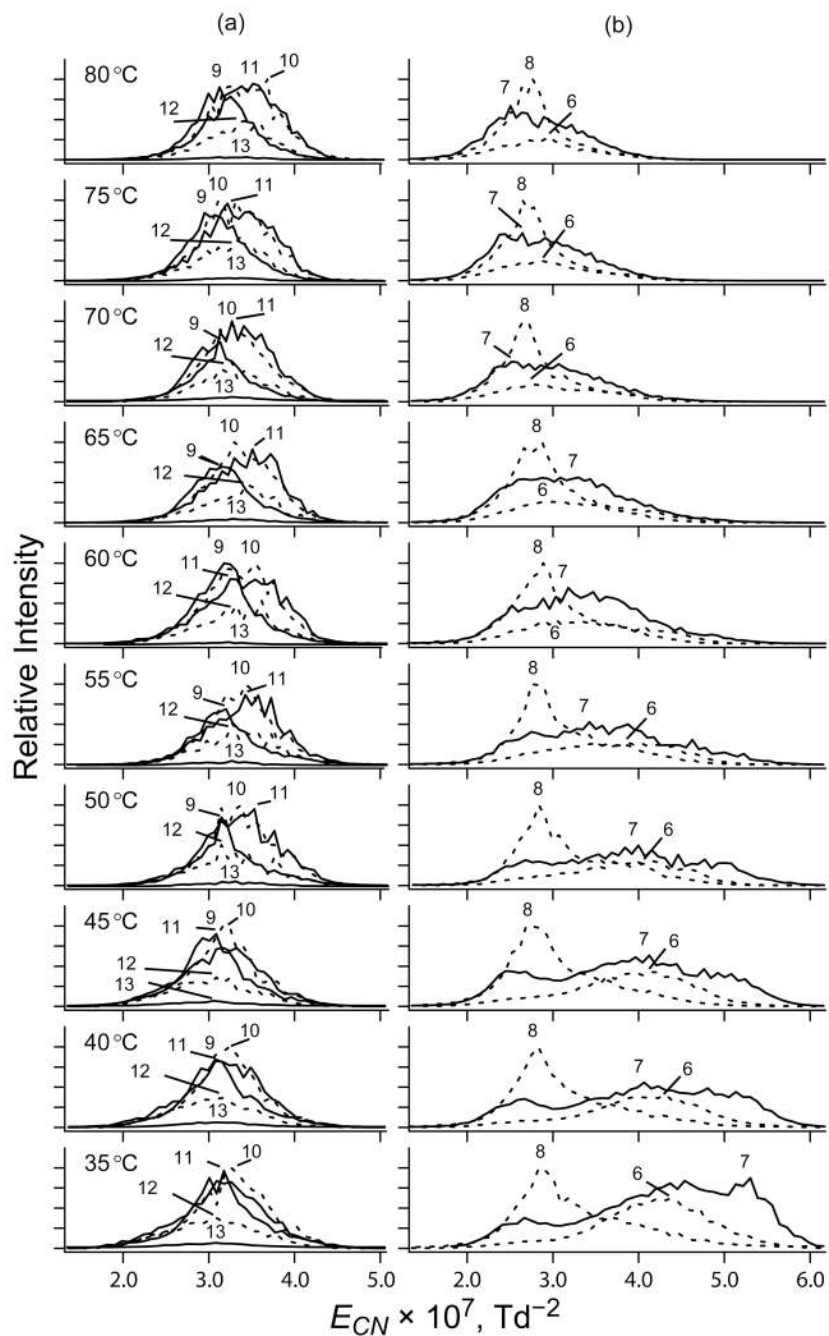 (a) (b)
80 °C 9 11 10 12 13 7 8 6
75 °C 9 10 11 12 13 7 8 6
70 °C 9 10 11 12 13 7 8 6
65 °C 9 10 11 12 13 8 7 6
60 °C 9 10 11 12 13 8 7 6
55 °C 9 10 11 12 13 8 7 6
50 °C 9 10 11 12 13 8 7 6
45 °C 11 9 10 12 13 8 7 6
40 °C 11 9 10 12 13 8 7 6
35 °C 11 10 12 13 8 6 7
2.0 3.0 4.0 5.0 2.0 3.0 4.0 5.0 6.0
Relative Intensity
E_CN × 10⁷, Td⁻²